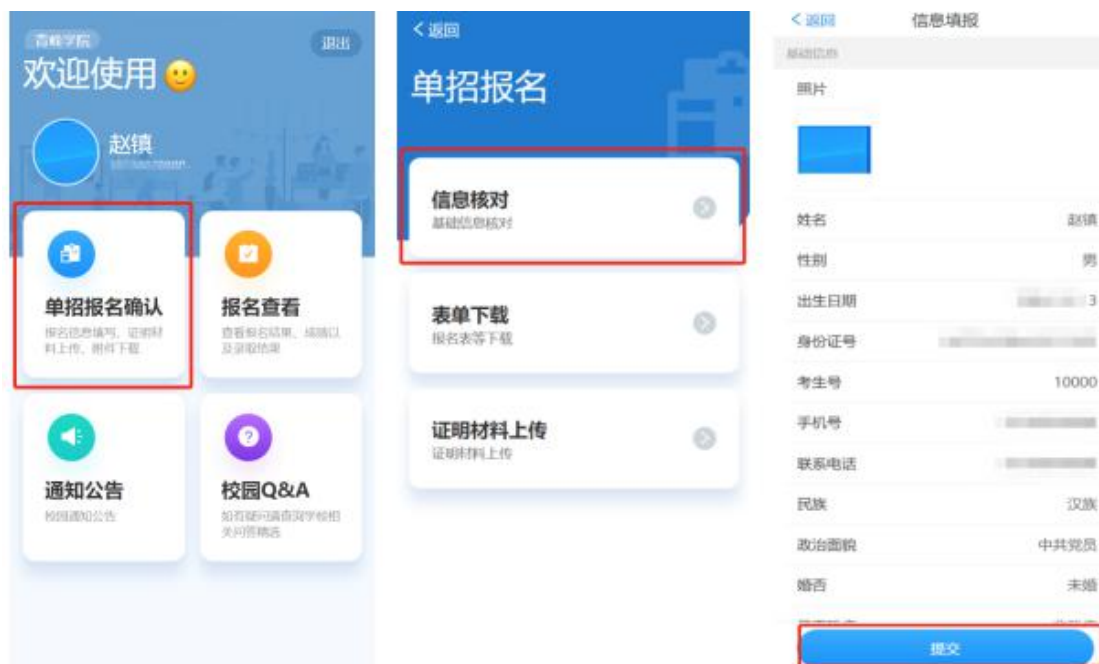 青峰学院
退出
欢迎使用
赵镇
单招报名确认
报名信息填写、证明材
料上传、附件下载
报名查看
查看报名结果、成绩以
及录取结果
通知公告
校园通知公告
校园Q&A
如有疑问请查询学校相
关问答精选
返回
单招报名
信息核对
基础信息核对
表单下载
报名表等下载
证明材料上传
证明材料上传
返回 信息填报
基础信息
照片
姓名 赵镇
性别 男
出生日期 3
身份证号
考生号 10000
手机号
联系电话
民族 汉族
政治面貌 中共党员
婚否 未婚
提交